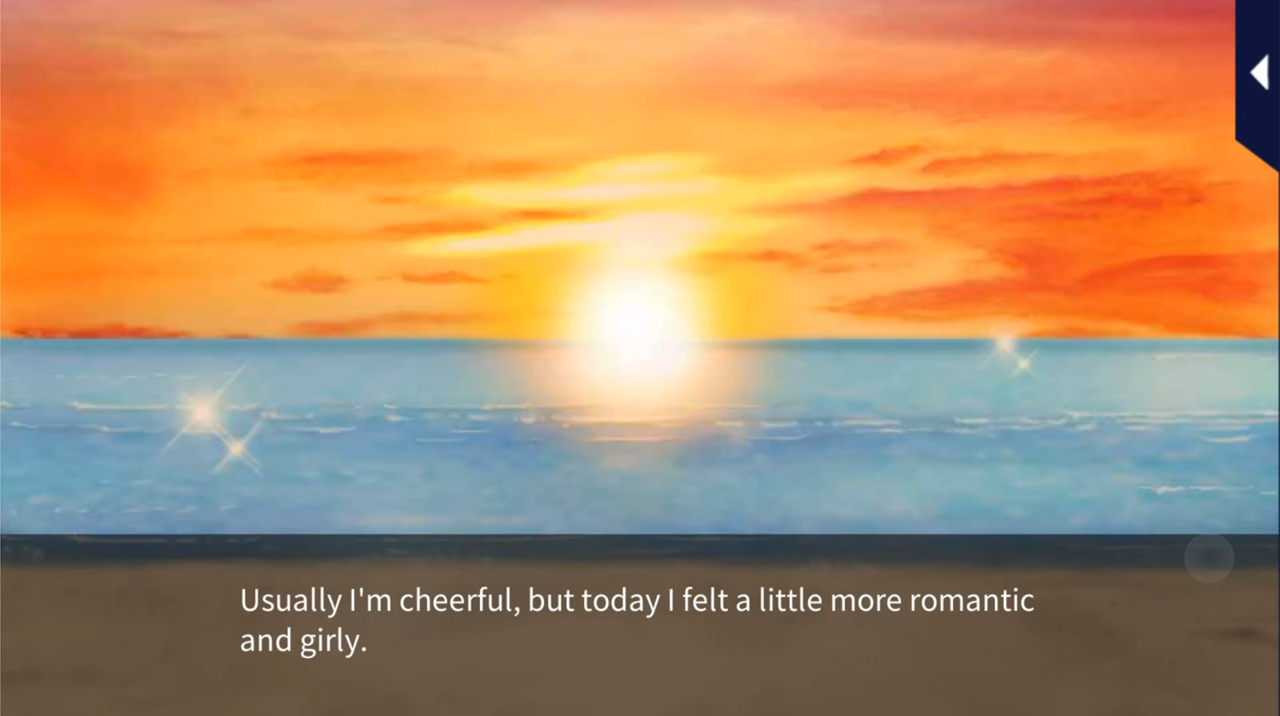 Usually I'm cheerful, but today I felt a little more romantic
and girly.